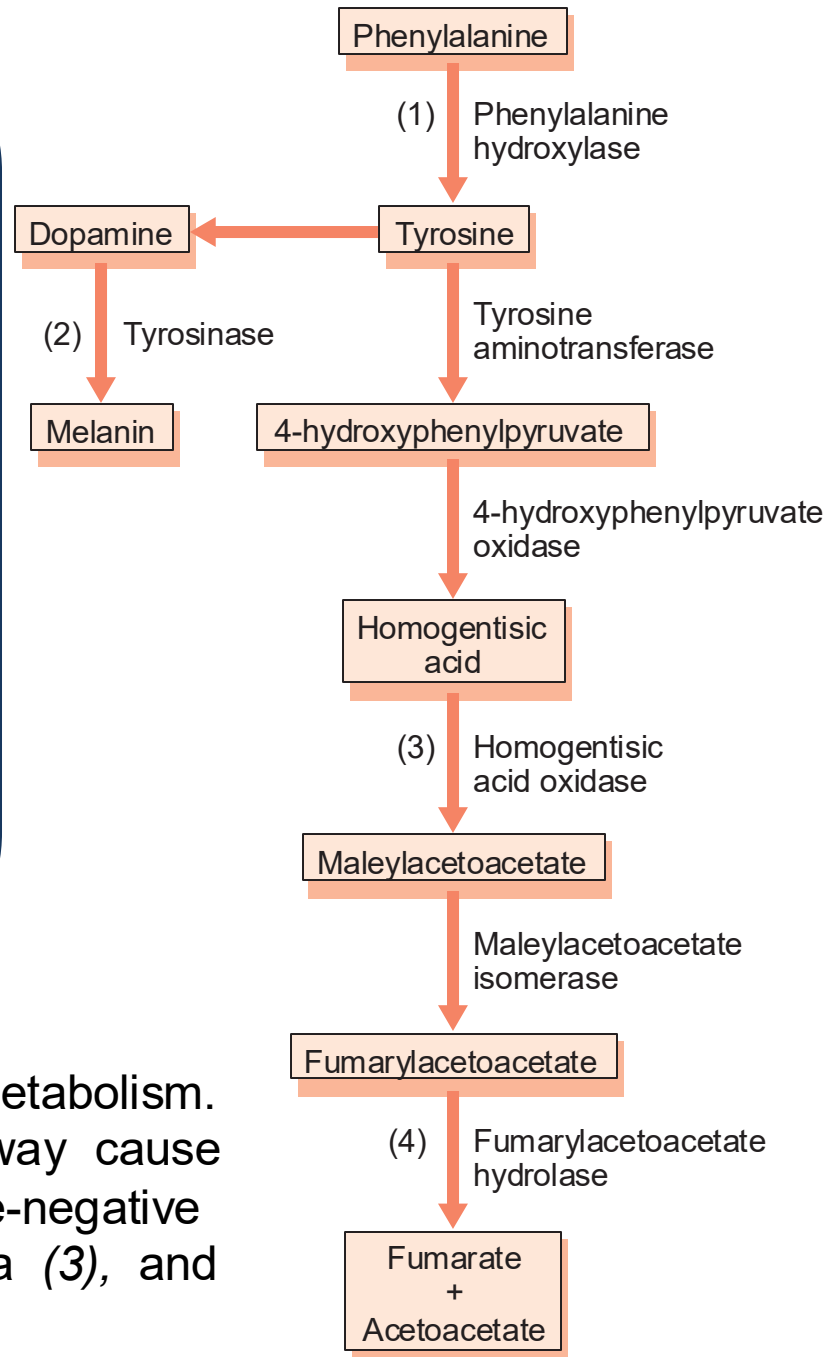 Phenylalanine
(1) Phenylalanine
hydroxylase
Dopamine
Tyrosine
(2) Tyrosinase
Tyrosine
aminotransferase
Melanin
4-hydroxyphenylpyruvate
4-hydroxyphenylpyruvate
oxidase
Homogentisic
acid
(3) Homogentisic
acid oxidase
Maleylacetoacetate
Maleylacetoacetate
isomerase
Fumarylacetoacetate
(4) Fumarylacetoacetate
hydrolase
Fumarate
+
Acetoacetate
etabolism.
way cause
e-negative
a (3), and